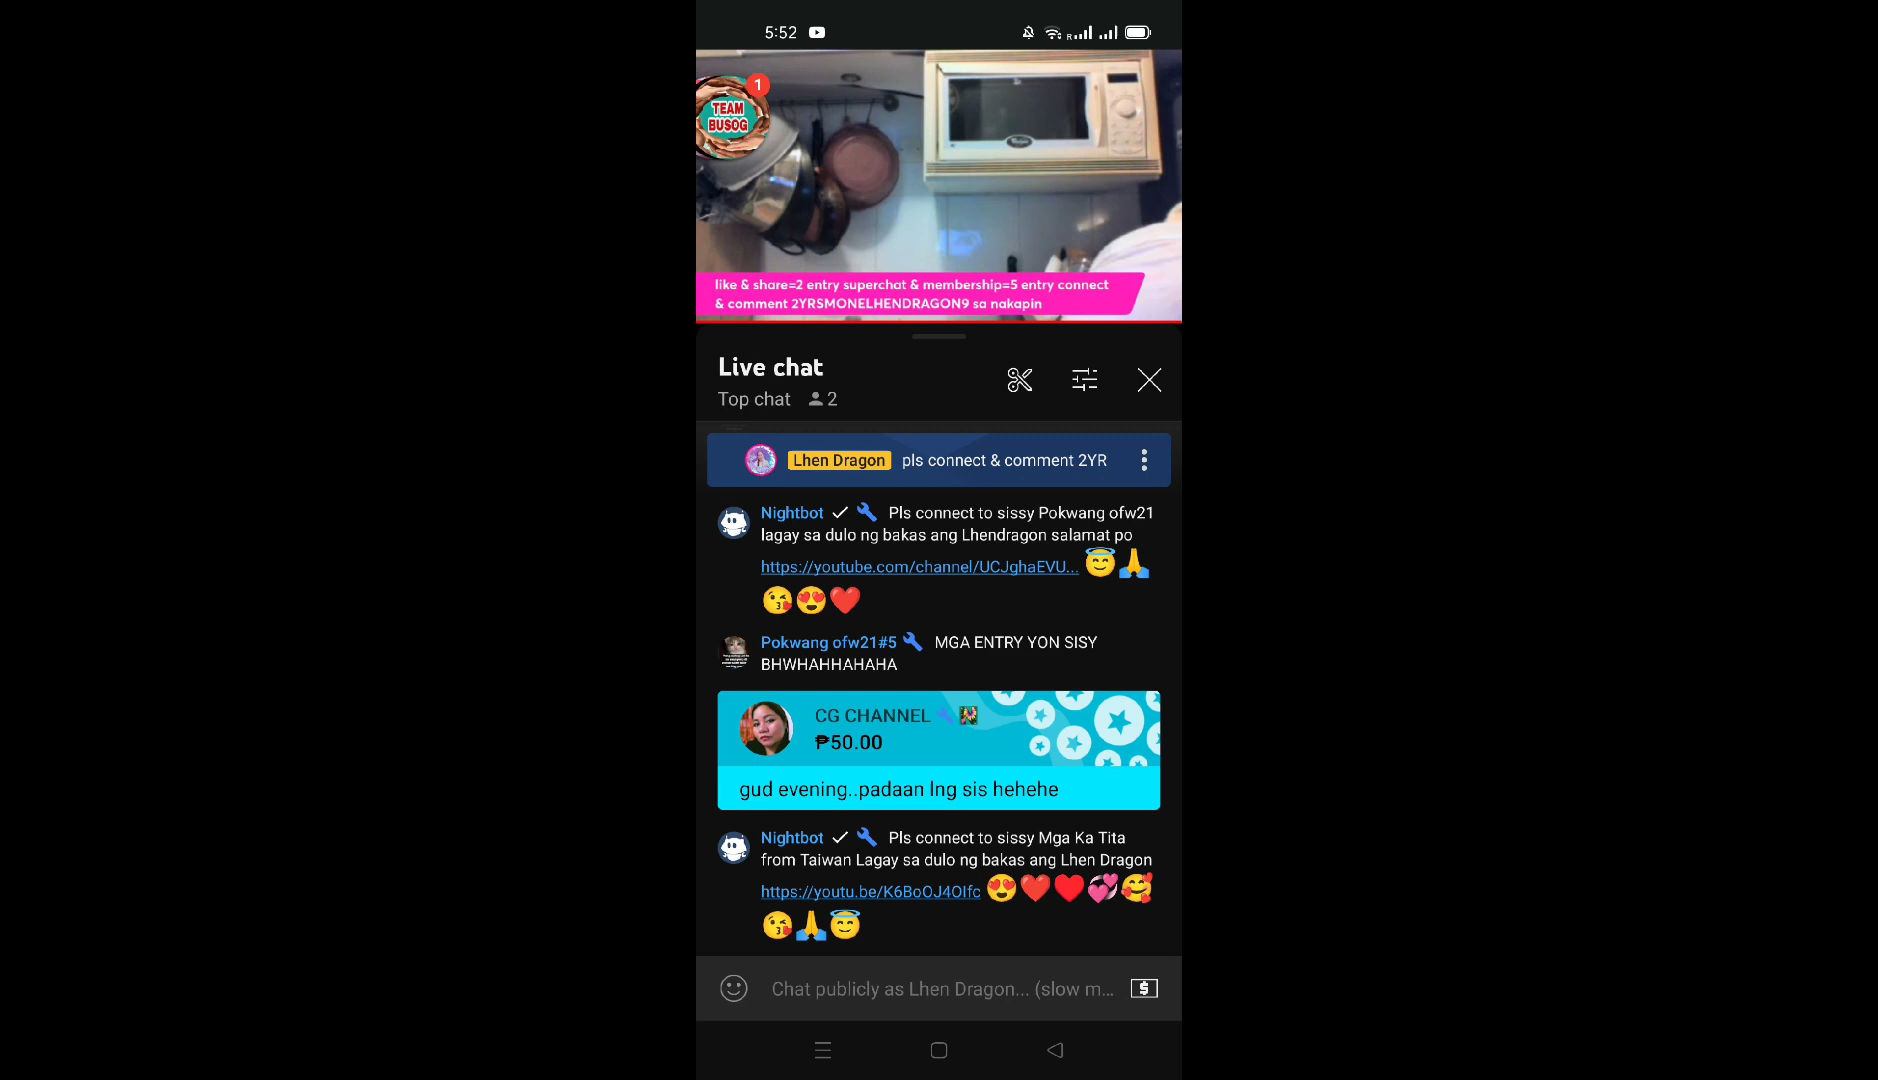 5:52
1
TEAM
BUSOG
like & share=2 entry superchat & membership=5 entry connect
& comment 2YRSMONELHENDRAGON9 sa nakapin
Live chat
Top chat 2
Lhen Dragon pls connect & comment 2YR
Nightbot Pls connect to sissy Pokwang ofw21
lagay sa dulo ng bakas ang Lhendragon salamat po
https://youtube.com/channel/UCJghaEVU... 😇🙏
😘😍❤️
Pokwang ofw21#5 MGA ENTRY YON SISY
BHWHAHHAHAHA
CG CHANNEL
₱50.00
gud evening..padaan lng sis hehehe
Nightbot Pls connect to sissy Mga Ka Tita
from Taiwan Lagay sa dulo ng bakas ang Lhen Dragon
https://youtu.be/K6BoOJ4OIfc 😍❤️♥️💞🥰
😘🙏😇
Chat publicly as Lhen Dragon... (slow m...